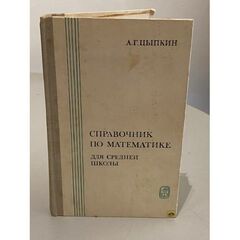 А.Г.ЦЫПКИН
СПРАВОЧНИК
ПО МАТЕМАТИКЕ
ДЛЯ СРЕДНЕЙ
ШКОЛЫ